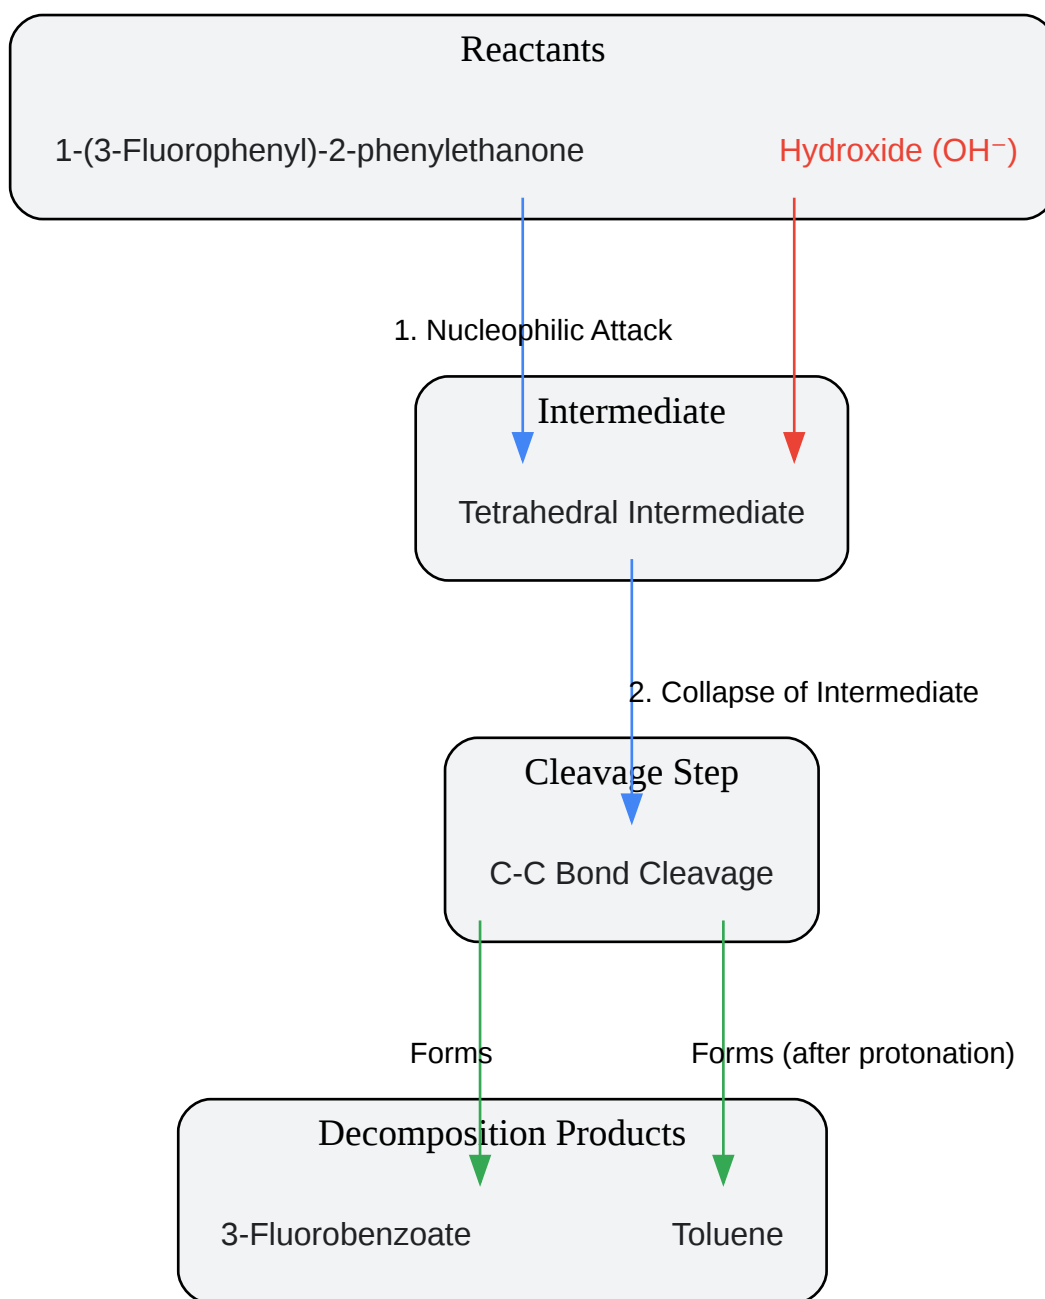 Reactants
1-(3-Fluorophenyl)-2-phenylethanone
Hydroxide (OH⁻)
1. Nucleophilic Attack
Intermediate
Tetrahedral Intermediate
2. Collapse of Intermediate
Cleavage Step
C-C Bond Cleavage
Forms
Forms (after protonation)
Decomposition Products
3-Fluorobenzoate
Toluene